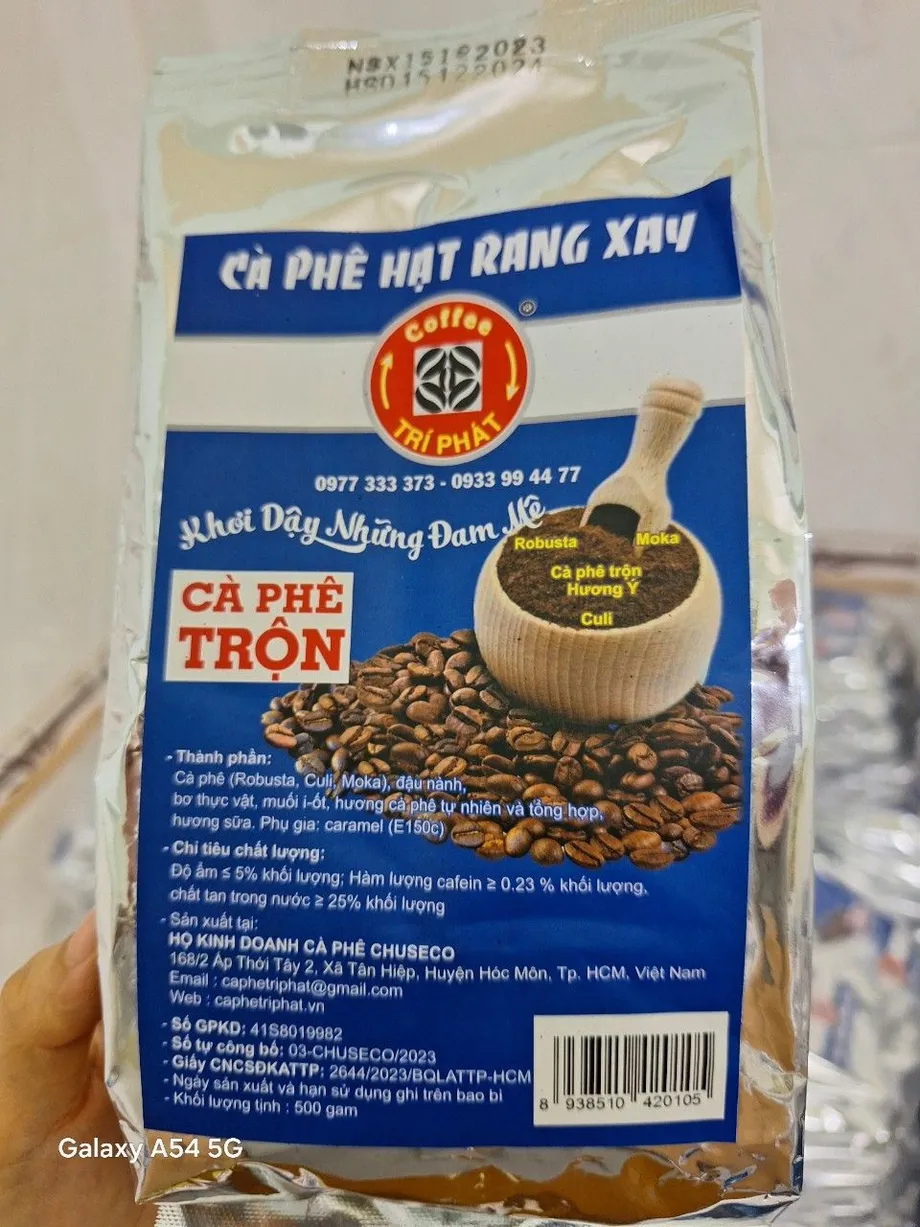 NSX15122023
HSD15122024
CÀ PHÊ HẠT RANG XAY
®
Coffee
TRÍ PHÁT
0977 333 373 - 0933 99 44 77
Khơi Dậy Những Đam Mê
Robusta
Moka
Cà phê trộn
Hương Ý
Culi
CÀ PHÊ
TRỘN
- Thành phần:
Cà phê (Robusta, Culi, Moka), đậu nành,
bơ thực vật, muối i-ốt, hương cà phê tự nhiên và tổng hợp,
hương sữa. Phụ gia: caramel (E150c)
- Chỉ tiêu chất lượng:
Độ ẩm ≤ 5% khối lượng; Hàm lượng cafein ≥ 0.23 % khối lượng,
chất tan trong nước ≥ 25% khối lượng
- Sản xuất tại:
HỘ KINH DOANH CÀ PHÊ CHUSECO
168/2 Ấp Thới Tây 2, Xã Tân Hiệp, Huyện Hóc Môn, Tp. HCM, Việt Nam
Email : caphetriphat@gmail.com
Web : caphetriphat.vn
- Số GPKD: 41S8019982
- Số tự công bố: 03-CHUSECO/2023
- Giấy CNCSĐKATTP: 2644/2023/BQLATTP-HCM
- Ngày sản xuất và hạn sử dụng ghi trên bao bì
- Khối lượng tịnh : 500 gam
8 938510 420105
Galaxy A54 5G